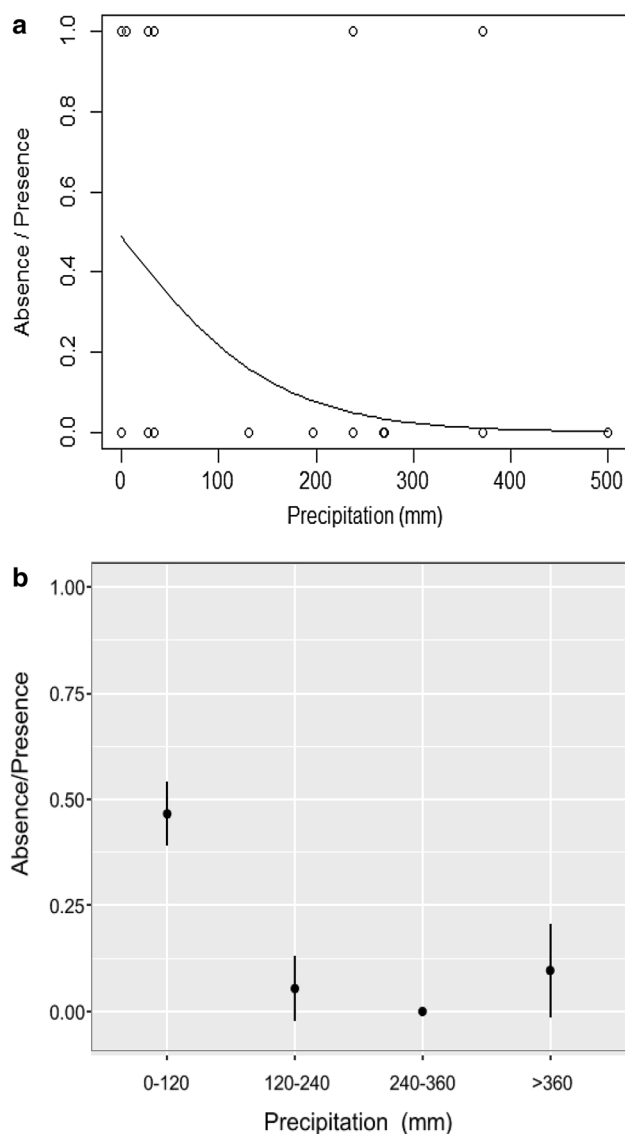 a
1.0
0.8
0.6
0.4
0.2
0.0
Absence / Presence
0 100 200 300 400 500
Precipitation (mm)
b
1.00
0.75
0.50
0.25
0.00
Absence/Presence
0-120 120-240 240-360 >360
Precipitation (mm)